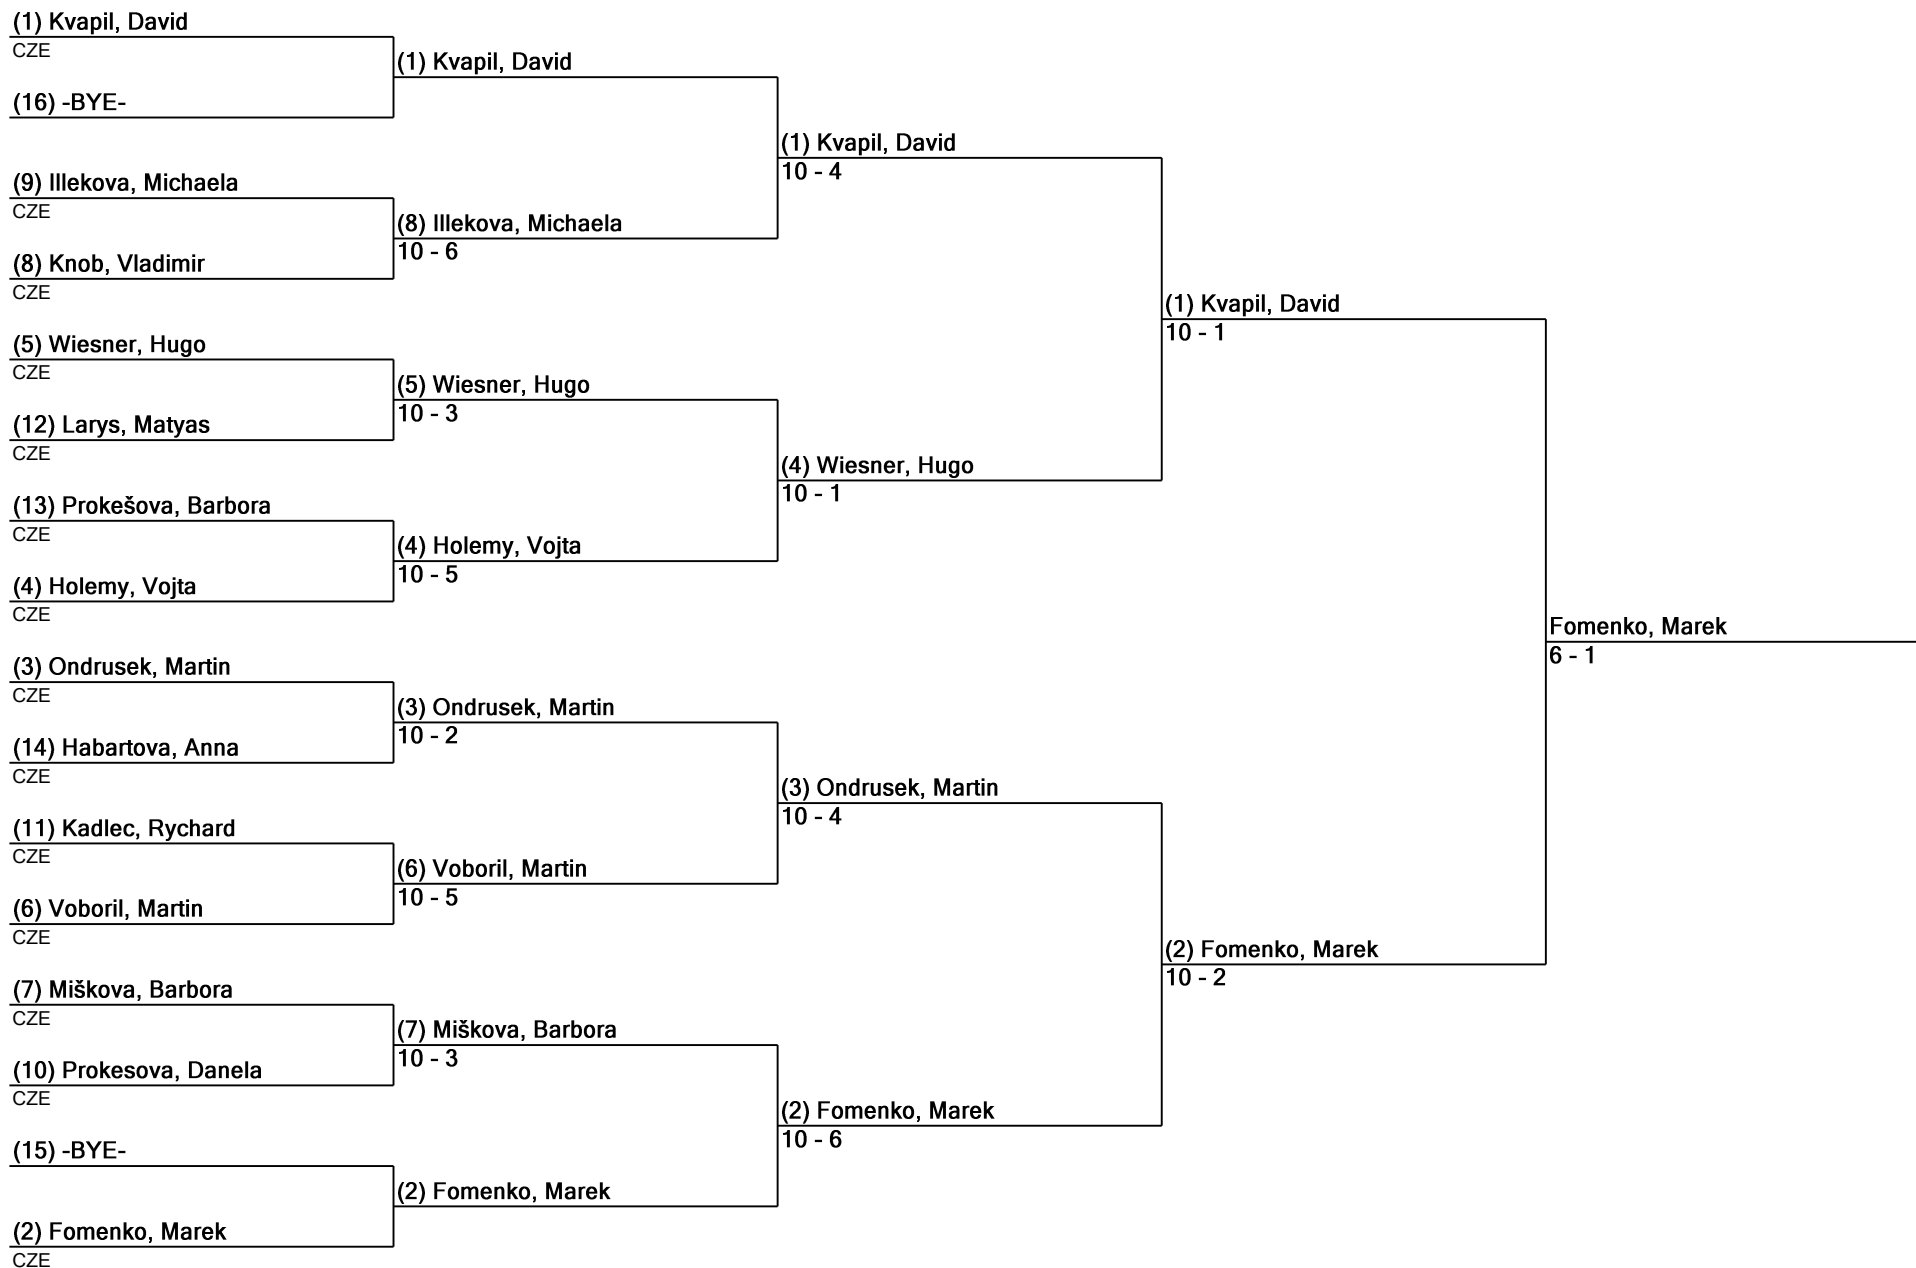 (1) Kvapil, David
CZE
(16) -BYE-
(9) Illekova, Michaela
CZE
(8) Knob, Vladimir
CZE
(5) Wiesner, Hugo
CZE
(12) Larys, Matyas
CZE
(13) Prokešova, Barbora
CZE
(4) Holemy, Vojta
CZE
(3) Ondrusek, Martin
CZE
(14) Habartova, Anna
CZE
(11) Kadlec, Rychard
CZE
(6) Voboril, Martin
CZE
(7) Miškova, Barbora
CZE
(10) Prokesova, Danela
CZE
(15) -BYE-
(2) Fomenko, Marek
CZE
(1) Kvapil, David
(8) Illekova, Michaela
10 - 6
(5) Wiesner, Hugo
10 - 3
(4) Holemy, Vojta
10 - 5
(3) Ondrusek, Martin
10 - 2
(6) Voboril, Martin
10 - 5
(7) Miškova, Barbora
10 - 3
(2) Fomenko, Marek
(1) Kvapil, David
10 - 4
(4) Wiesner, Hugo
10 - 1
(3) Ondrusek, Martin
10 - 4
(2) Fomenko, Marek
10 - 6
(1) Kvapil, David
10 - 1
(2) Fomenko, Marek
10 - 2
Fomenko, Marek
6 - 1